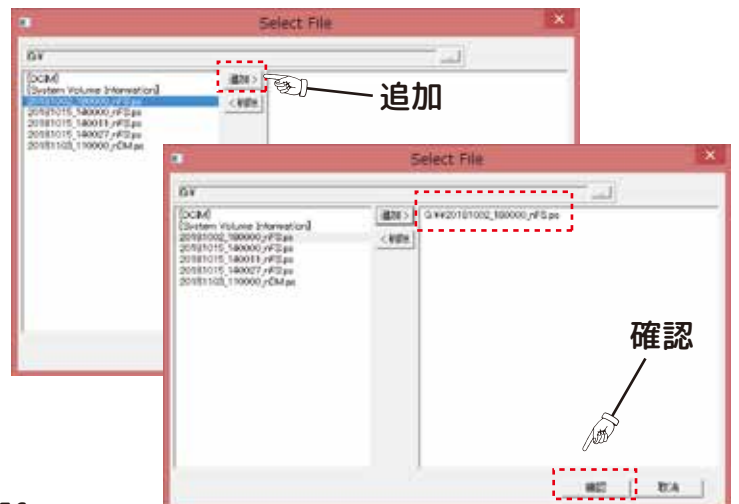 Select File
G:¥
...
[DCIM]
追加 >
追加
[System Volume Information]
< 削除
20181002_180000_nFS.ps
20181015_140000_nFS.ps
20181015_140011_nFS.ps
20181015_140027_nFS.ps
20181103_110000_nDM.ps
Select File
G:¥
...
[DCIM]
追加 >
G:¥¥20181002_180000_nFS.ps
[System Volume Information]
< 削除
20181002_180000_nFS.ps
20181015_140000_nFS.ps
20181015_140011_nFS.ps
20181015_140027_nFS.ps
20181103_110000_nDM.ps
確認
確認
取消